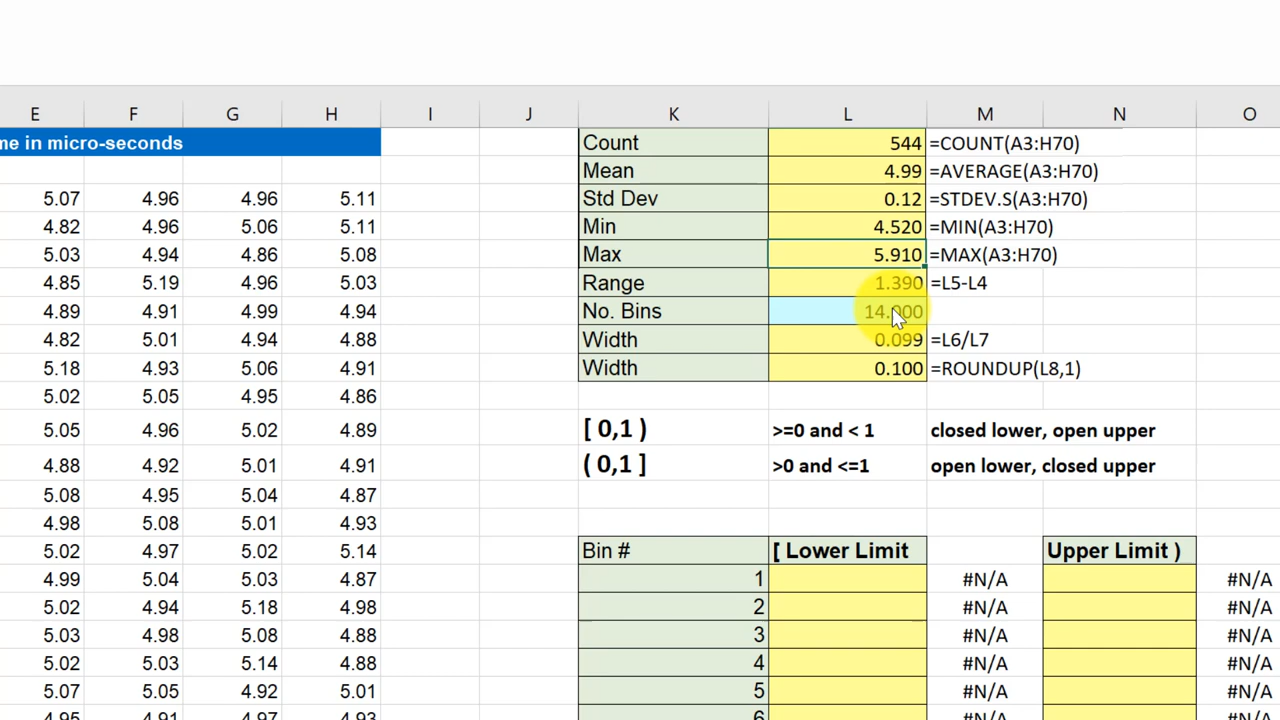 E F G H I J K L M N O
me in micro-seconds Count 544 =COUNT(A3:H70)
Mean 4.99 =AVERAGE(A3:H70)
5.07 4.96 4.96 5.11 Std Dev 0.12 =STDEV.S(A3:H70)
4.82 4.96 5.06 5.11 Min 4.520 =MIN(A3:H70)
5.03 4.94 4.86 5.08 Max 5.910 =MAX(A3:H70)
4.85 5.19 4.96 5.03 Range 1.390 =L5-L4
4.89 4.91 4.99 4.94 No. Bins 14.000
4.82 5.01 4.94 4.88 Width 0.099 =L6/L7
5.18 4.93 5.06 4.91 Width 0.100 =ROUNDUP(L8,1)
5.02 5.05 4.95 4.86
5.05 4.96 5.02 4.89 [ 0,1 ) >=0 and < 1 closed lower, open upper
4.88 4.92 5.01 4.91 ( 0,1 ] >0 and <=1 open lower, closed upper
5.08 4.95 5.04 4.87
4.98 5.08 5.01 4.93
5.02 4.97 5.02 5.14 Bin # [ Lower Limit Upper Limit )
4.99 5.04 5.03 4.87 1 #N/A #N/A
5.02 4.94 5.18 4.98 2 #N/A #N/A
5.03 4.98 5.08 4.88 3 #N/A #N/A
5.02 5.03 5.14 4.88 4 #N/A #N/A
5.07 5.05 4.92 5.01 5 #N/A #N/A
4.95 4.91 4.97 4.93 6 #N/A #N/A